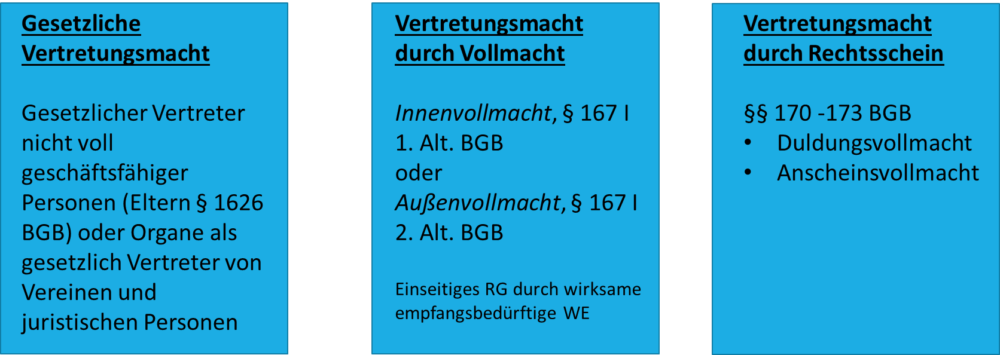 Gesetzliche
Vertretungsmacht
Gesetzlicher Vertreter
nicht voll
geschäftsfähiger
Personen (Eltern § 1626
BGB) oder Organe als
gesetzlich Vertreter von
Vereinen und
juristischen Personen
Vertretungsmacht
durch Vollmacht
Innenvollmacht, § 167 I
1. Alt. BGB
oder
Außenvollmacht, § 167 I
2. Alt. BGB
Einseitiges RG durch wirksame
empfangsbedürftige WE
Vertretungsmacht
durch Rechtsschein
§§ 170 -173 BGB
• Duldungsvollmacht
• Anscheinsvollmacht